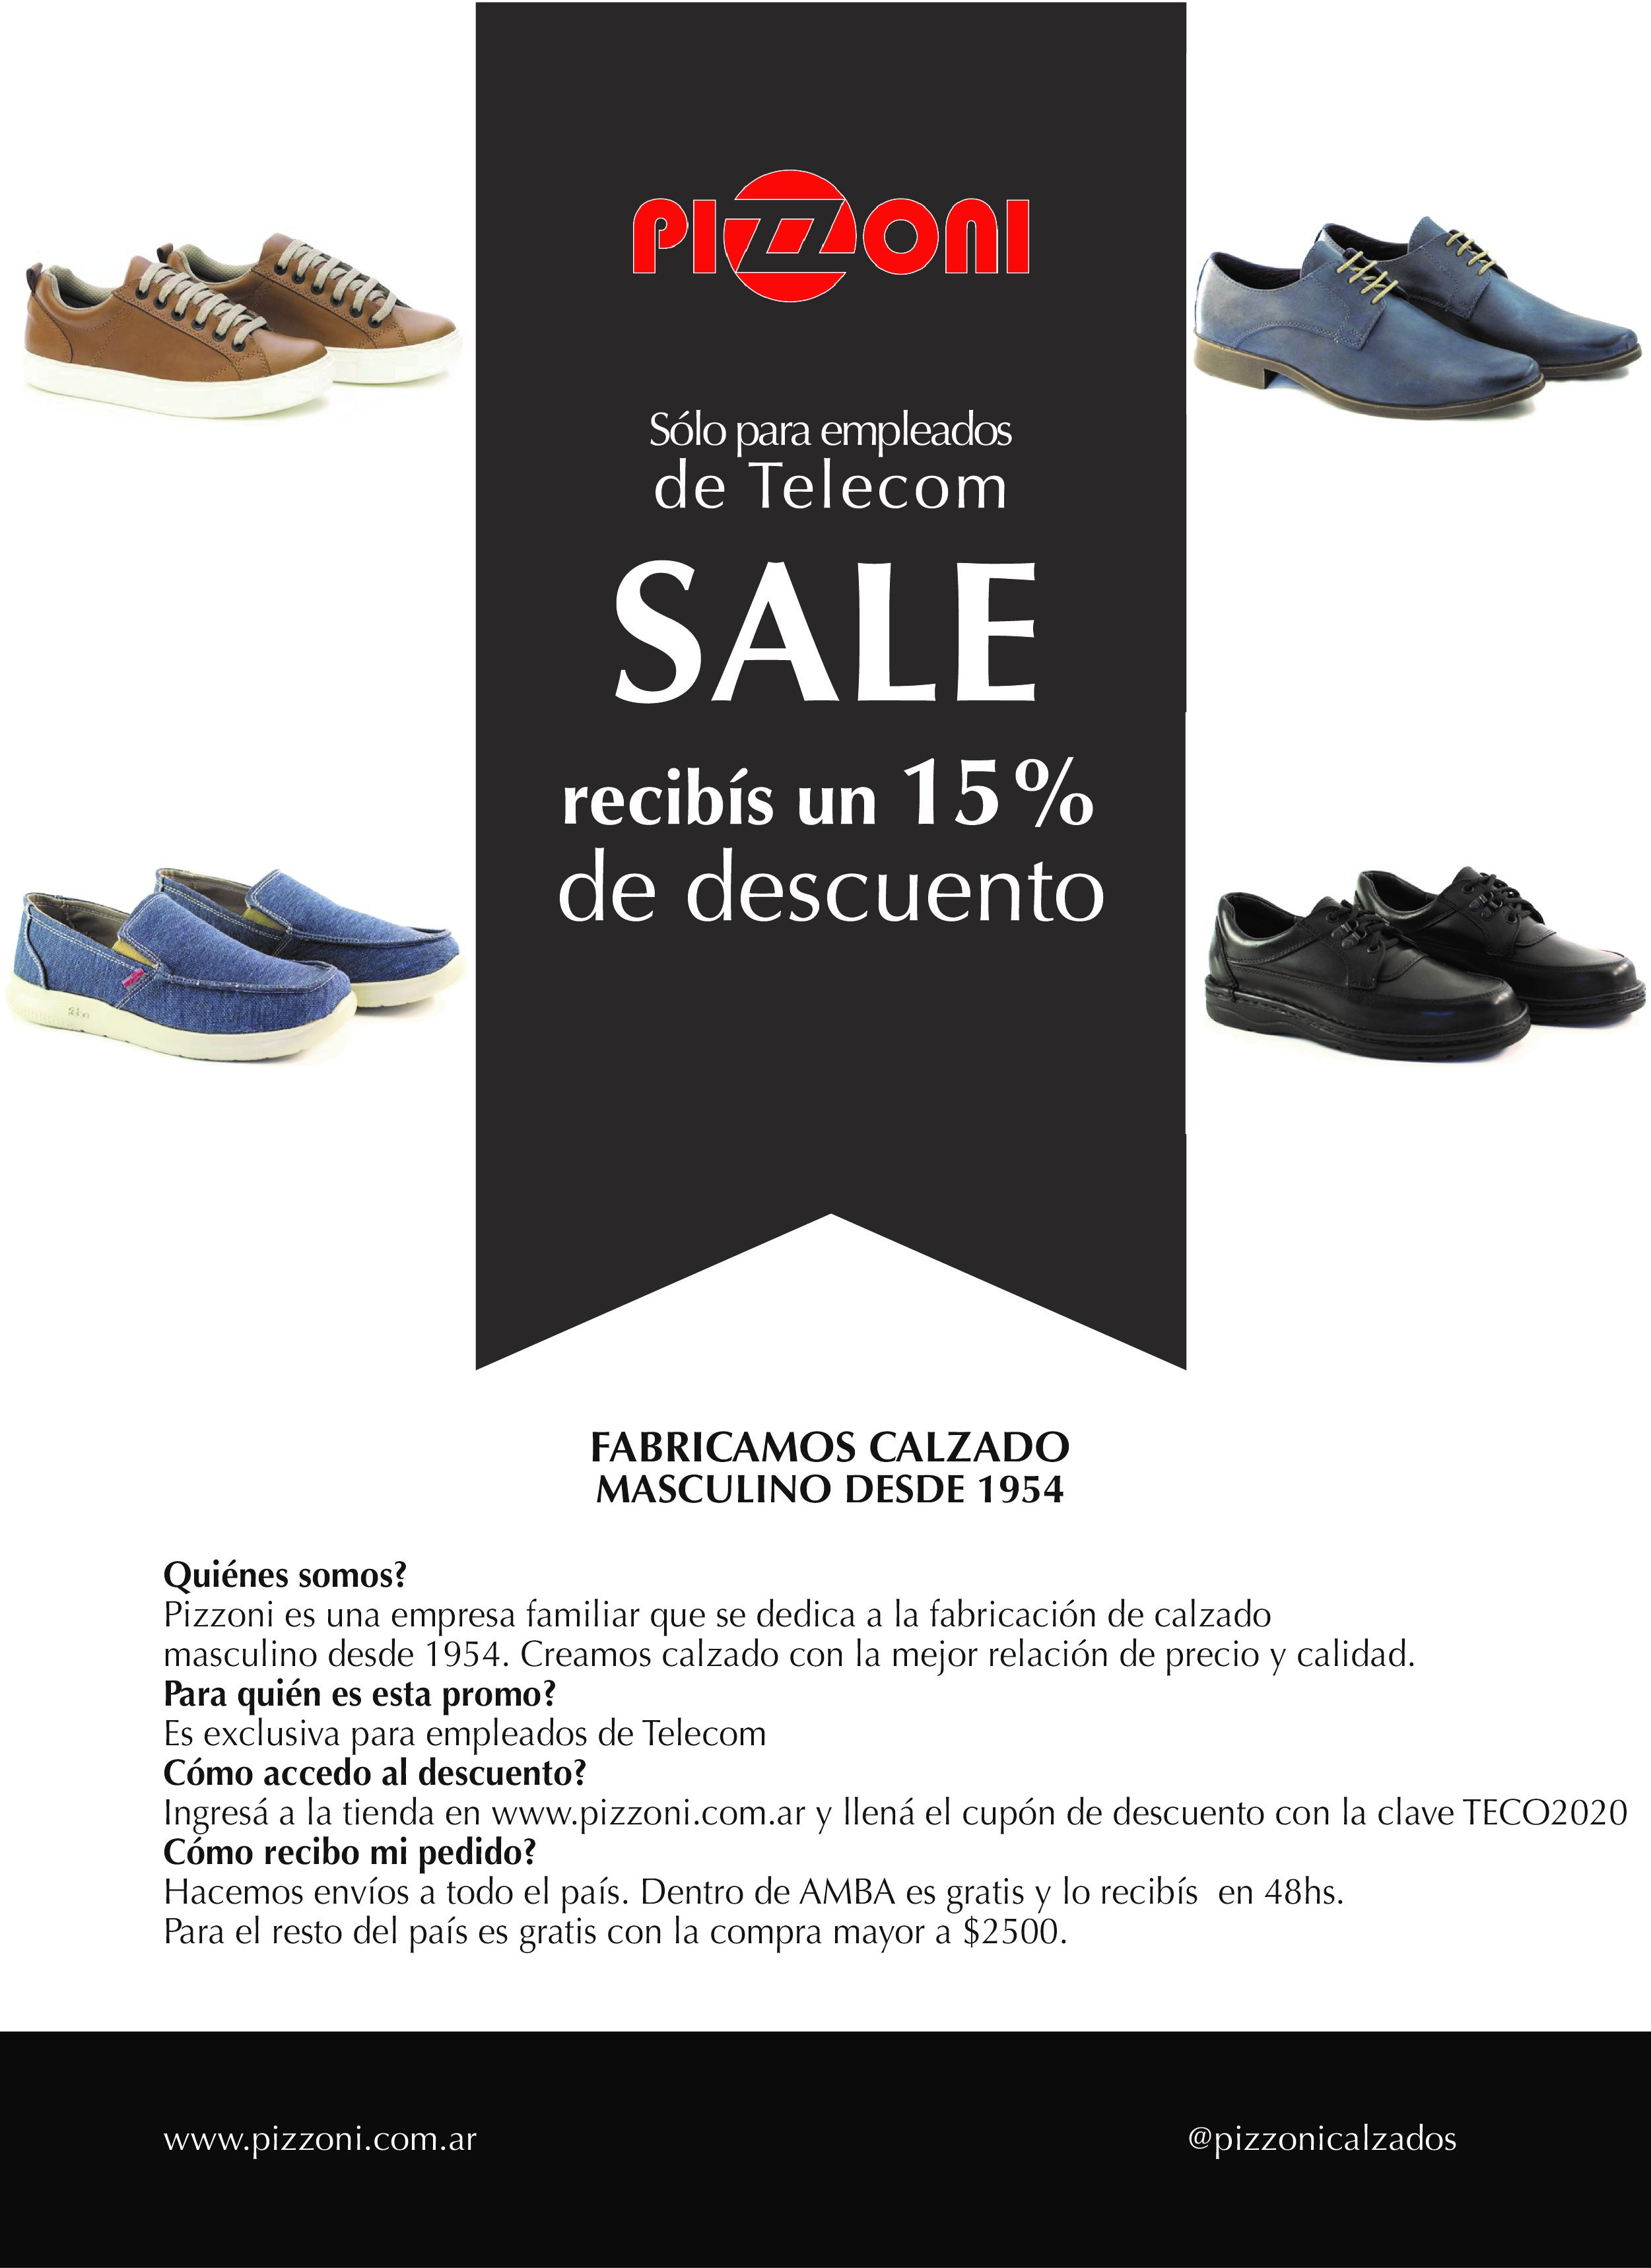 PIZZONI
Sólo para empleados
de Telecom
SALE
recibís un 15%
de descuento
FABRICAMOS CALZADO
MASCULINO DESDE 1954
Quiénes somos?
Pizzoni es una empresa familiar que se dedica a la fabricación de calzado
masculino desde 1954. Creamos calzado con la mejor relación de precio y calidad.
Para quién es esta promo?
Es exclusiva para empleados de Telecom
Cómo accedo al descuento?
Ingresá a la tienda en www.pizzoni.com.ar y llená el cupón de descuento con la clave TECO2020
Cómo recibo mi pedido?
Hacemos envíos a todo el país. Dentro de AMBA es gratis y lo recibís  en 48hs.
Para el resto del país es gratis con la compra mayor a $2500.
www.pizzoni.com.ar
@pizzonicalzados